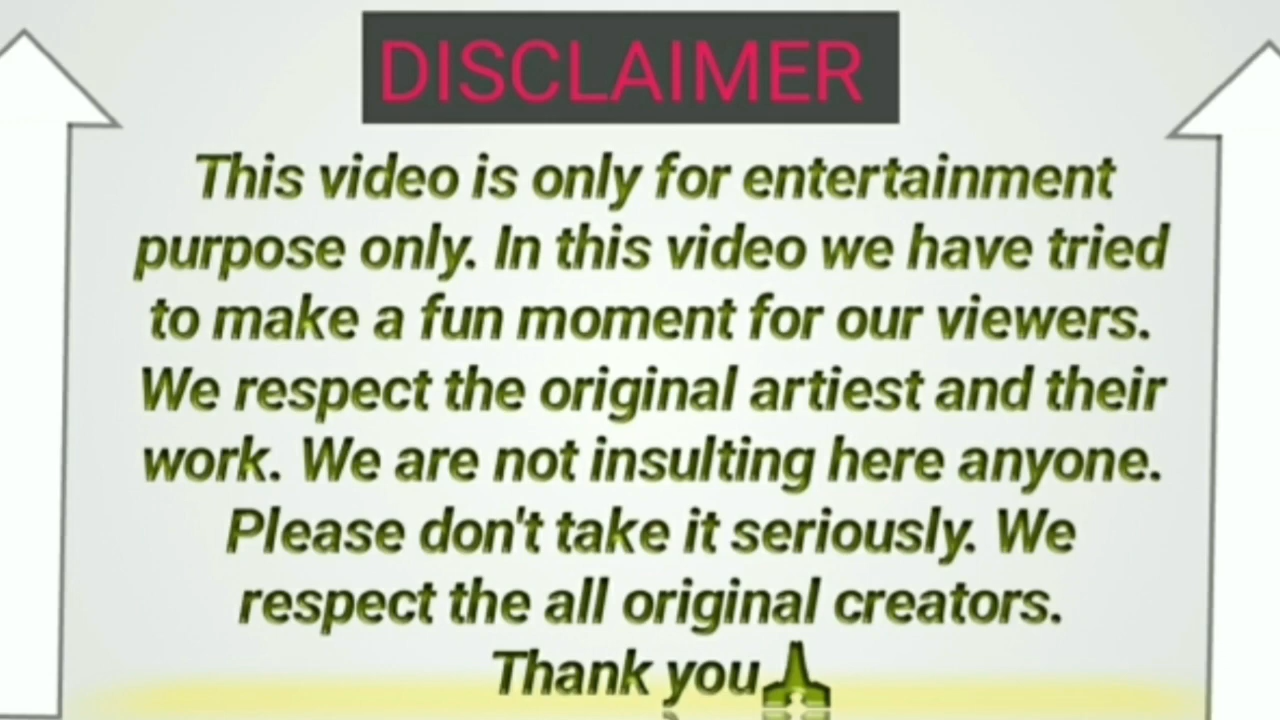 DISCLAIMER
This video is only for entertainment
purpose only. In this video we have tried
to make a fun moment for our viewers.
We respect the original artiest and their
work. We are not insulting here anyone.
Please don't take it seriously. We
respect the all original creators.
Thank you🙏